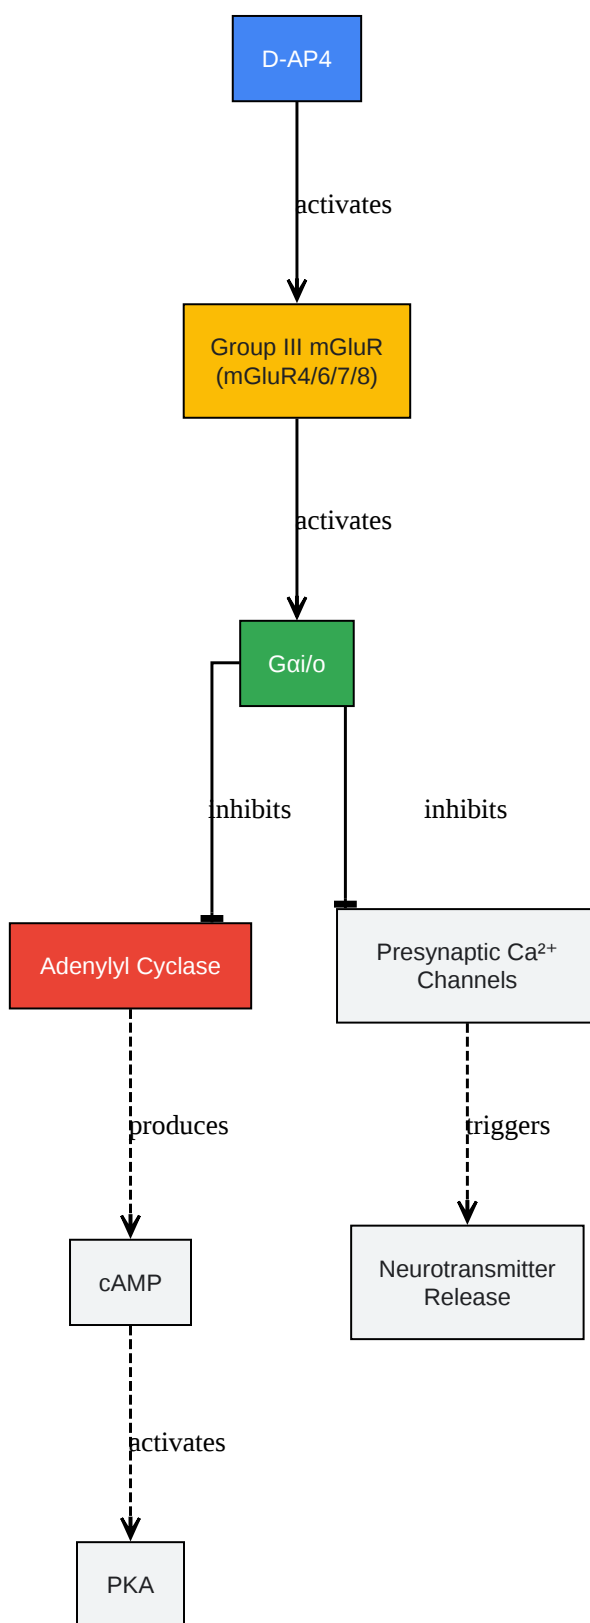 D-AP4
activates
Group III mGluR
(mGluR4/6/7/8)
activates
Gαi/o
inhibits
inhibits
Adenylyl Cyclase
Presynaptic Ca²⁺
Channels
produces
triggers
cAMP
Neurotransmitter
Release
activates
PKA